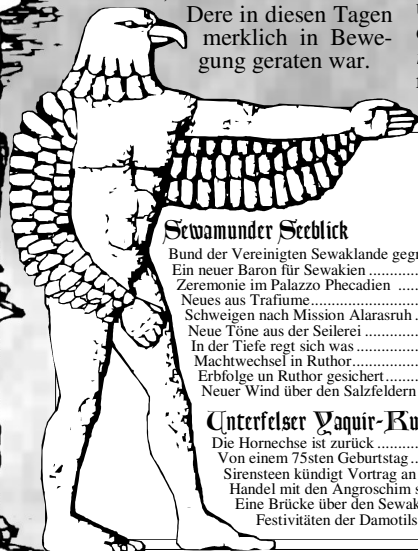 Dere in diesen Tagen
merklich in Bewe-
gung geraten war.
Sewamunder Seeblick
Bund der Vereinigten Sewaklande gegr
Ein neuer Baron für Sewakien ............
Zeremonie im Palazzo Phecadien .....
Neues aus Trafiume.......................
Schweigen nach Mission Alarasruh .
Neue Töne aus der Seilerei ............
In der Tiefe regt sich was ..............
Machtwechsel in Ruthor.................
Erbfolge un Ruthor gesichert........
Neuer Wind über den Salzfeldern
Unterfelser Yaquir-Ku
Die Hornechse ist zurück ..........
Von einem 75sten Geburtstag ..
Sirensteen kündigt Vortrag an
Handel mit den Angroschim s
Eine Brücke über den Sewak
Festivitäten der Damotils